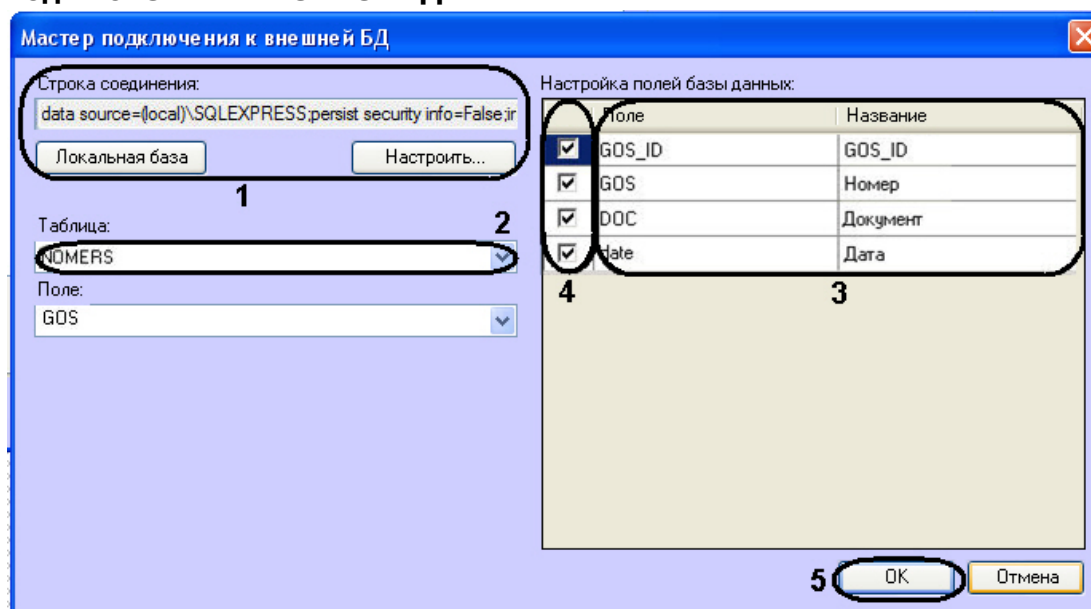 Мастер подключения к внешней БД
Строка соединения:
data source=(local)\SQLEXPRESS;persist security info=False;ir
Локальная база
Настроить...
1
Таблица:
2
NOMERS
Поле:
GOS
Настройка полей базы данных:
Поле Название
GOS_ID GOS_ID
GOS Номер
DOC Документ
date Дата
4
3
5
OK
Отмена